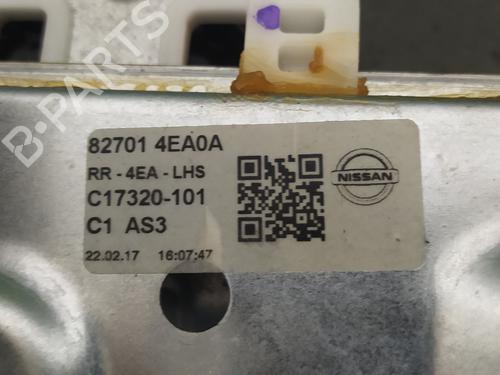 82701 4EA0A
RR - 4EA - LHS
C17320-101
C1 AS3
22.02.17 16:07:47
NISSAN
B-PARTS